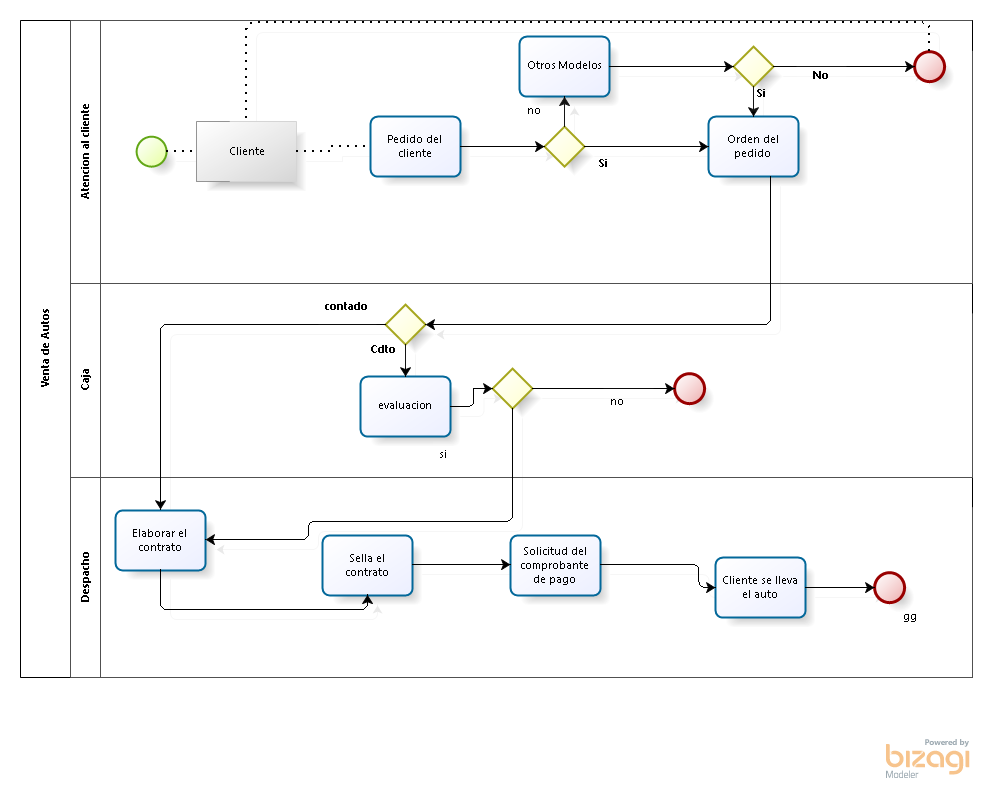 Venta de Autos
Atencion al cliente
Cliente
Pedido del
cliente
no
Si
Otros Modelos
Si
No
Orden del
pedido
Caja
contado
Cdto
evaluacion
si
no
Despacho
Elaborar el
contrato
Sella el
contrato
Solicitud del
comprobante
de pago
Cliente se lleva
el auto
gg
Powered by
bizagi
Modeler